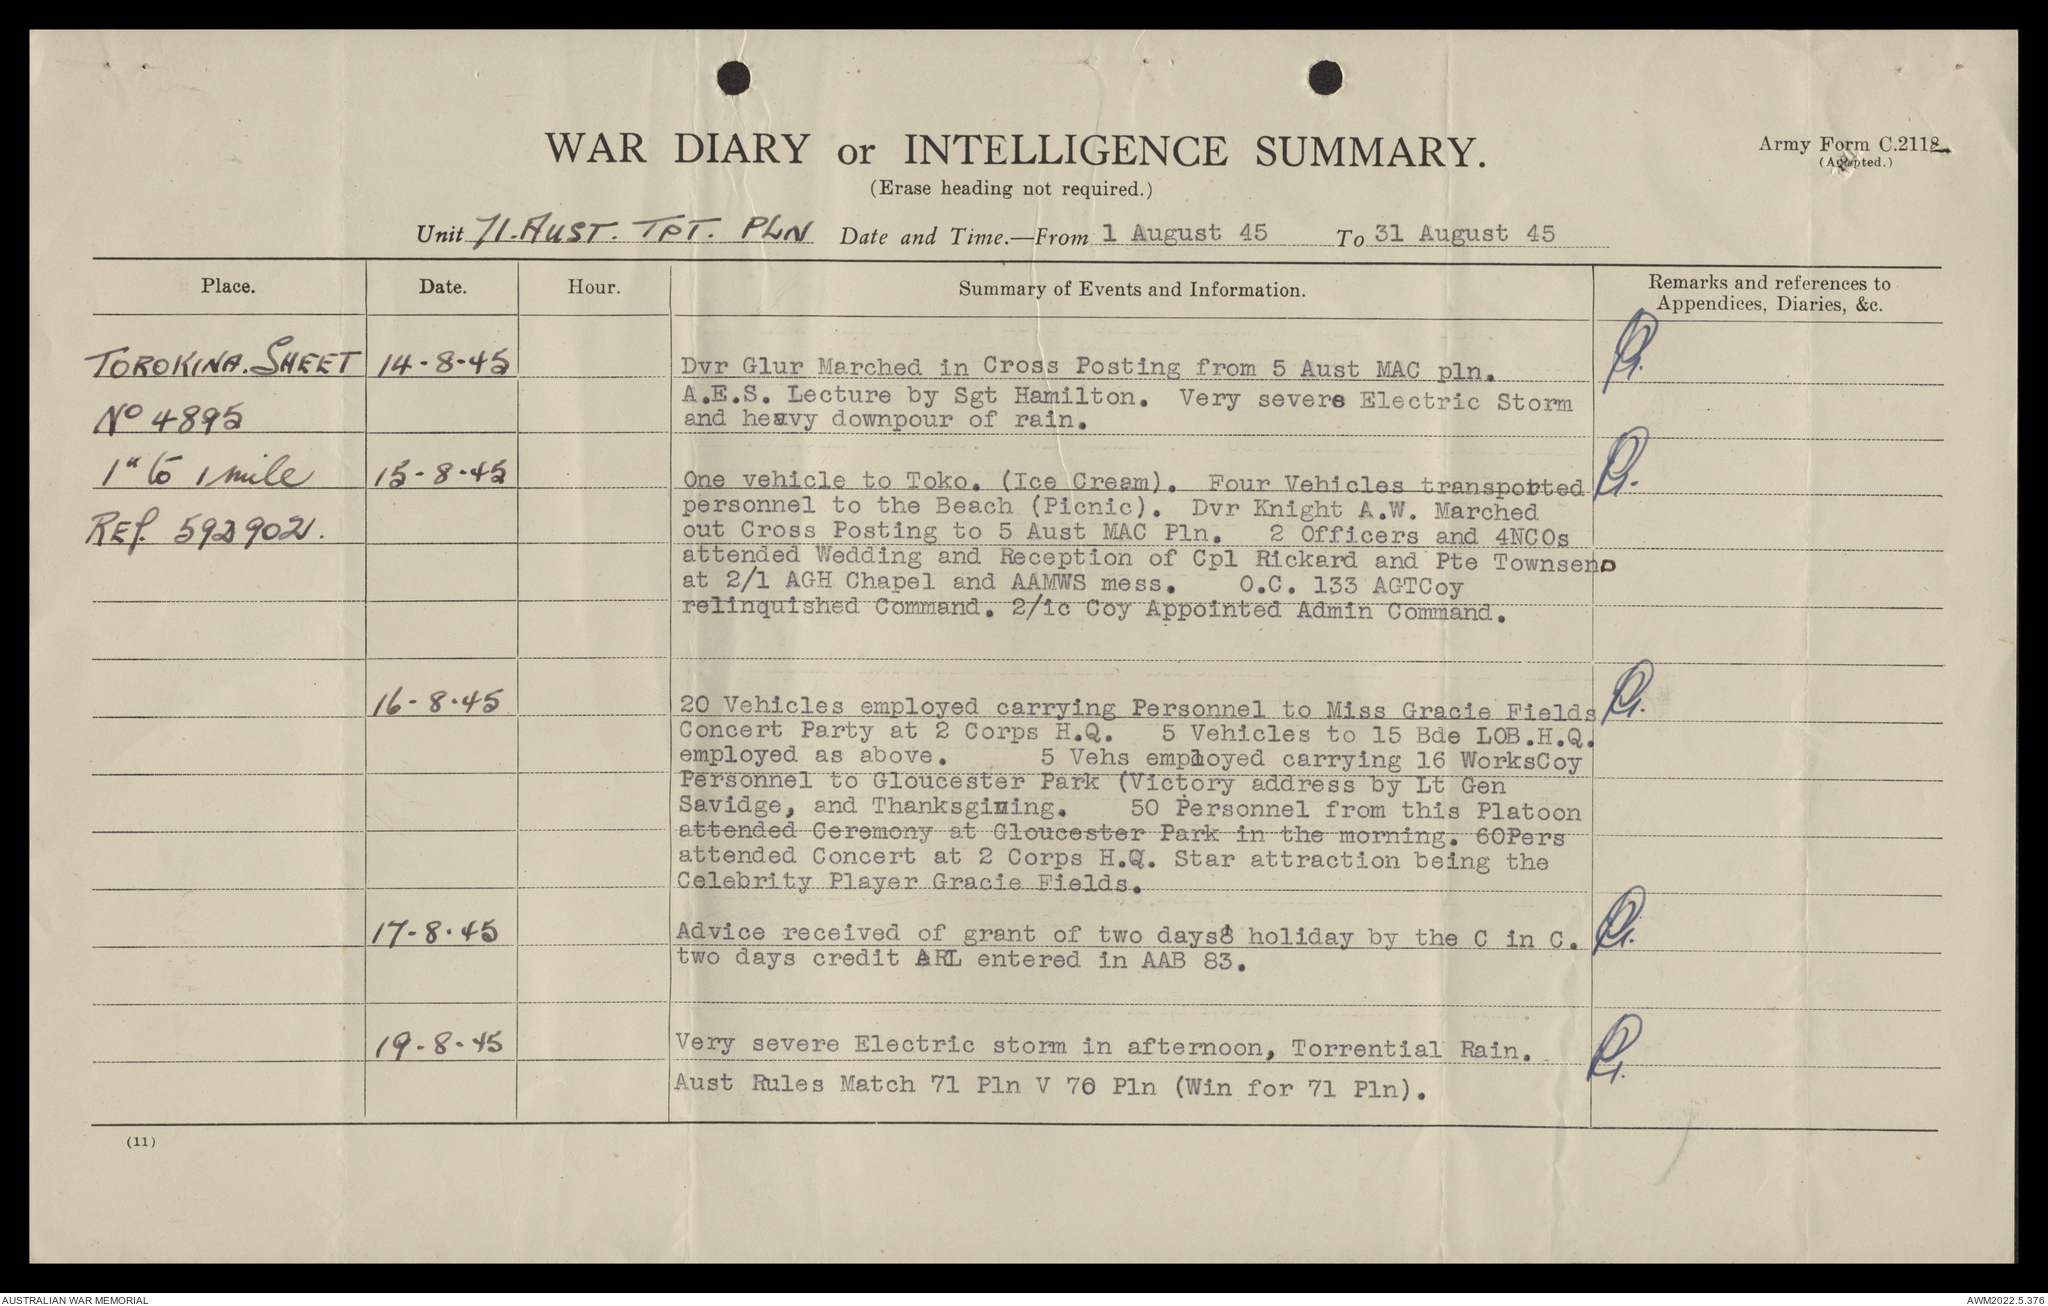 WAR DIARY or INTELLIGENCE SUMMARY.
Army Form C.2118
(Adapted.)
(Erase heading not required.)
Unit 71. AUST. TPT. PLN Date and Time.—From 1 August 45 To 31 August 45
Place.
Date.
Hour.
Summary of Events and Information.
Remarks and references to
Appendices, Diaries, &c.
TOROKINA. SHEET
No 4895
1" to 1 mile
REf. 592902.
14-8-45
Dvr Glur Marched in Cross Posting from 5 Aust MAC pln.
A.E.S. Lecture by Sgt Hamilton. Very severe Electric Storm
and heavy downpour of rain.
15-8-45
One vehicle to Toko. (Ice Cream). Four Vehicles transported
personnel to the Beach (Picnic). Dvr Knight A.W. Marched
out Cross Posting to 5 Aust MAC Pln. 2 Officers and 4NCOs
attended Wedding and Reception of Cpl Rickard and Pte Townsend
at 2/1 AGH Chapel and AAMWS mess. O.C. 133 AGTCoy
relinquished Command. 2/ic Coy Appointed Admin Command.
16-8-45
20 Vehicles employed carrying Personnel to Miss Gracie Fields
Concert Party at 2 Corps H.Q. 5 Vehicles to 15 Bde LOB.H.Q.
employed as above. 5 Vehs employed carrying 16 WorksCoy
Personnel to Gloucester Park (Victory address by Lt Gen
Savidge, and Thanksgiving. 50 Personnel from this Platoon
attended Ceremony at Gloucester Park in the morning. 60Pers
attended Concert at 2 Corps H.Q. Star attraction being the
Celebrity Player Gracie Fields.
17-8-45
Advice received of grant of two days holiday by the C in C.
two days credit ARL entered in AAB 83.
19-8-45
Very severe Electric storm in afternoon, Torrential Rain.
Aust Rules Match 71 Pln V 70 Pln (Win for 71 Pln).
(11)
AUSTRALIAN WAR MEMORIAL
AWM2022.5.376